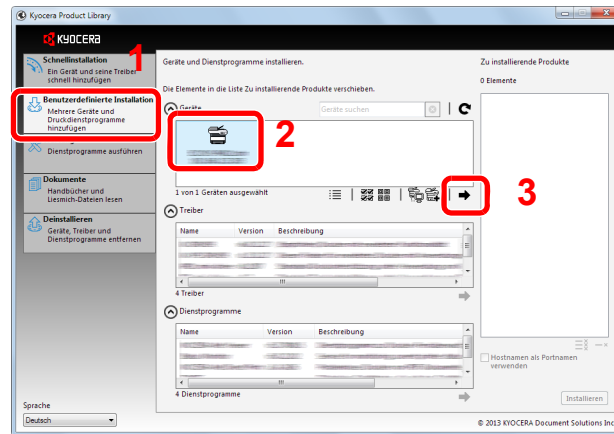 Kyocera Product Library
KYOCERA
1
Schnellinstallation
Ein Gerät und seine Treiber
schnell hinzufügen
Benutzerdefinierte Installation
Mehrere Geräte und
Druckdienstprogramme
hinzufügen
Dienstprogramme ausführen
Dokumente
Handbücher und
Liesmich-Dateien lesen
Deinstallieren
Geräte, Treiber und
Dienstprogramme entfernen
Sprache
Deutsch
Geräte und Dienstprogramme installieren.
Die Elemente in die Liste Zu installierende Produkte verschieben.
Geräte
Geräte suchen
2
1 von 1 Geräten ausgewählt
3
Treiber
Name Version Beschreibung
4 Treiber
Dienstprogramme
Name Version Beschreibung
4 Dienstprogramme
Zu installierende Produkte
0 Elemente
Hostnamen als Portnamen
verwenden
Installieren
© 2013 KYOCERA Document Solutions Inc